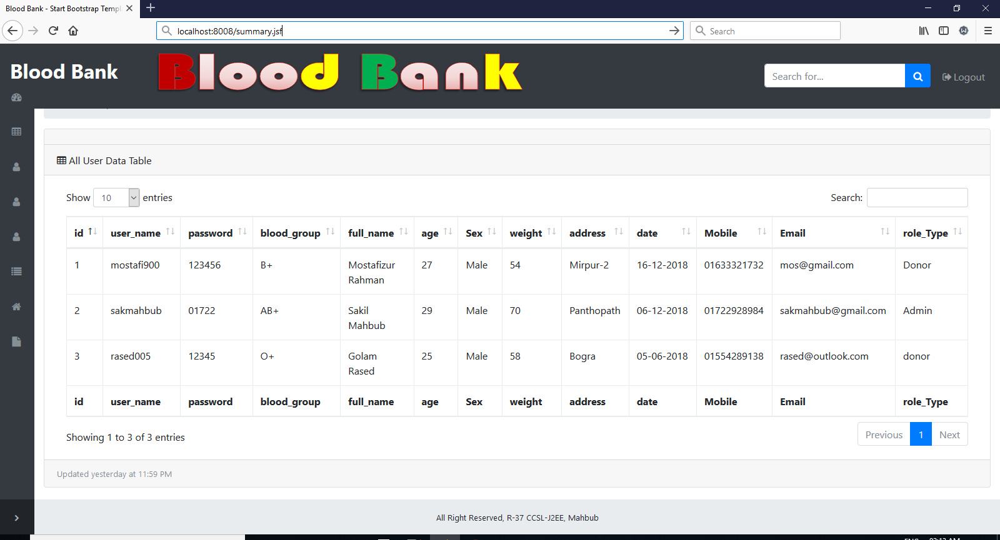 Blood Bank - Start Bootstrap Templ
localhost:8008/summary.jsf
Search
Blood Bank
Blood Bank
Search for...
Logout
All User Data Table
Show 10 entries
Search:
id user_name password blood_group full_name age Sex weight address date Mobile Email role_Type
1 mostafi900 123456 B+ Mostafizur Rahman 27 Male 54 Mirpur-2 16-12-2018 01633321732 mos@gmail.com Donor
2 sakmahbub 01722 AB+ Sakil Mahbub 29 Male 70 Panthopath 06-12-2018 01722928984 sakmahbub@gmail.com Admin
3 rased005 12345 O+ Golam Rased 25 Male 58 Bogra 05-06-2018 01554289138 rased@outlook.com donor
id user_name password blood_group full_name age Sex weight address date Mobile Email role_Type
Showing 1 to 3 of 3 entries
Previous 1 Next
Updated yesterday at 11:59 PM
All Right Reserved, R-37 CCSL-J2EE, Mahbub